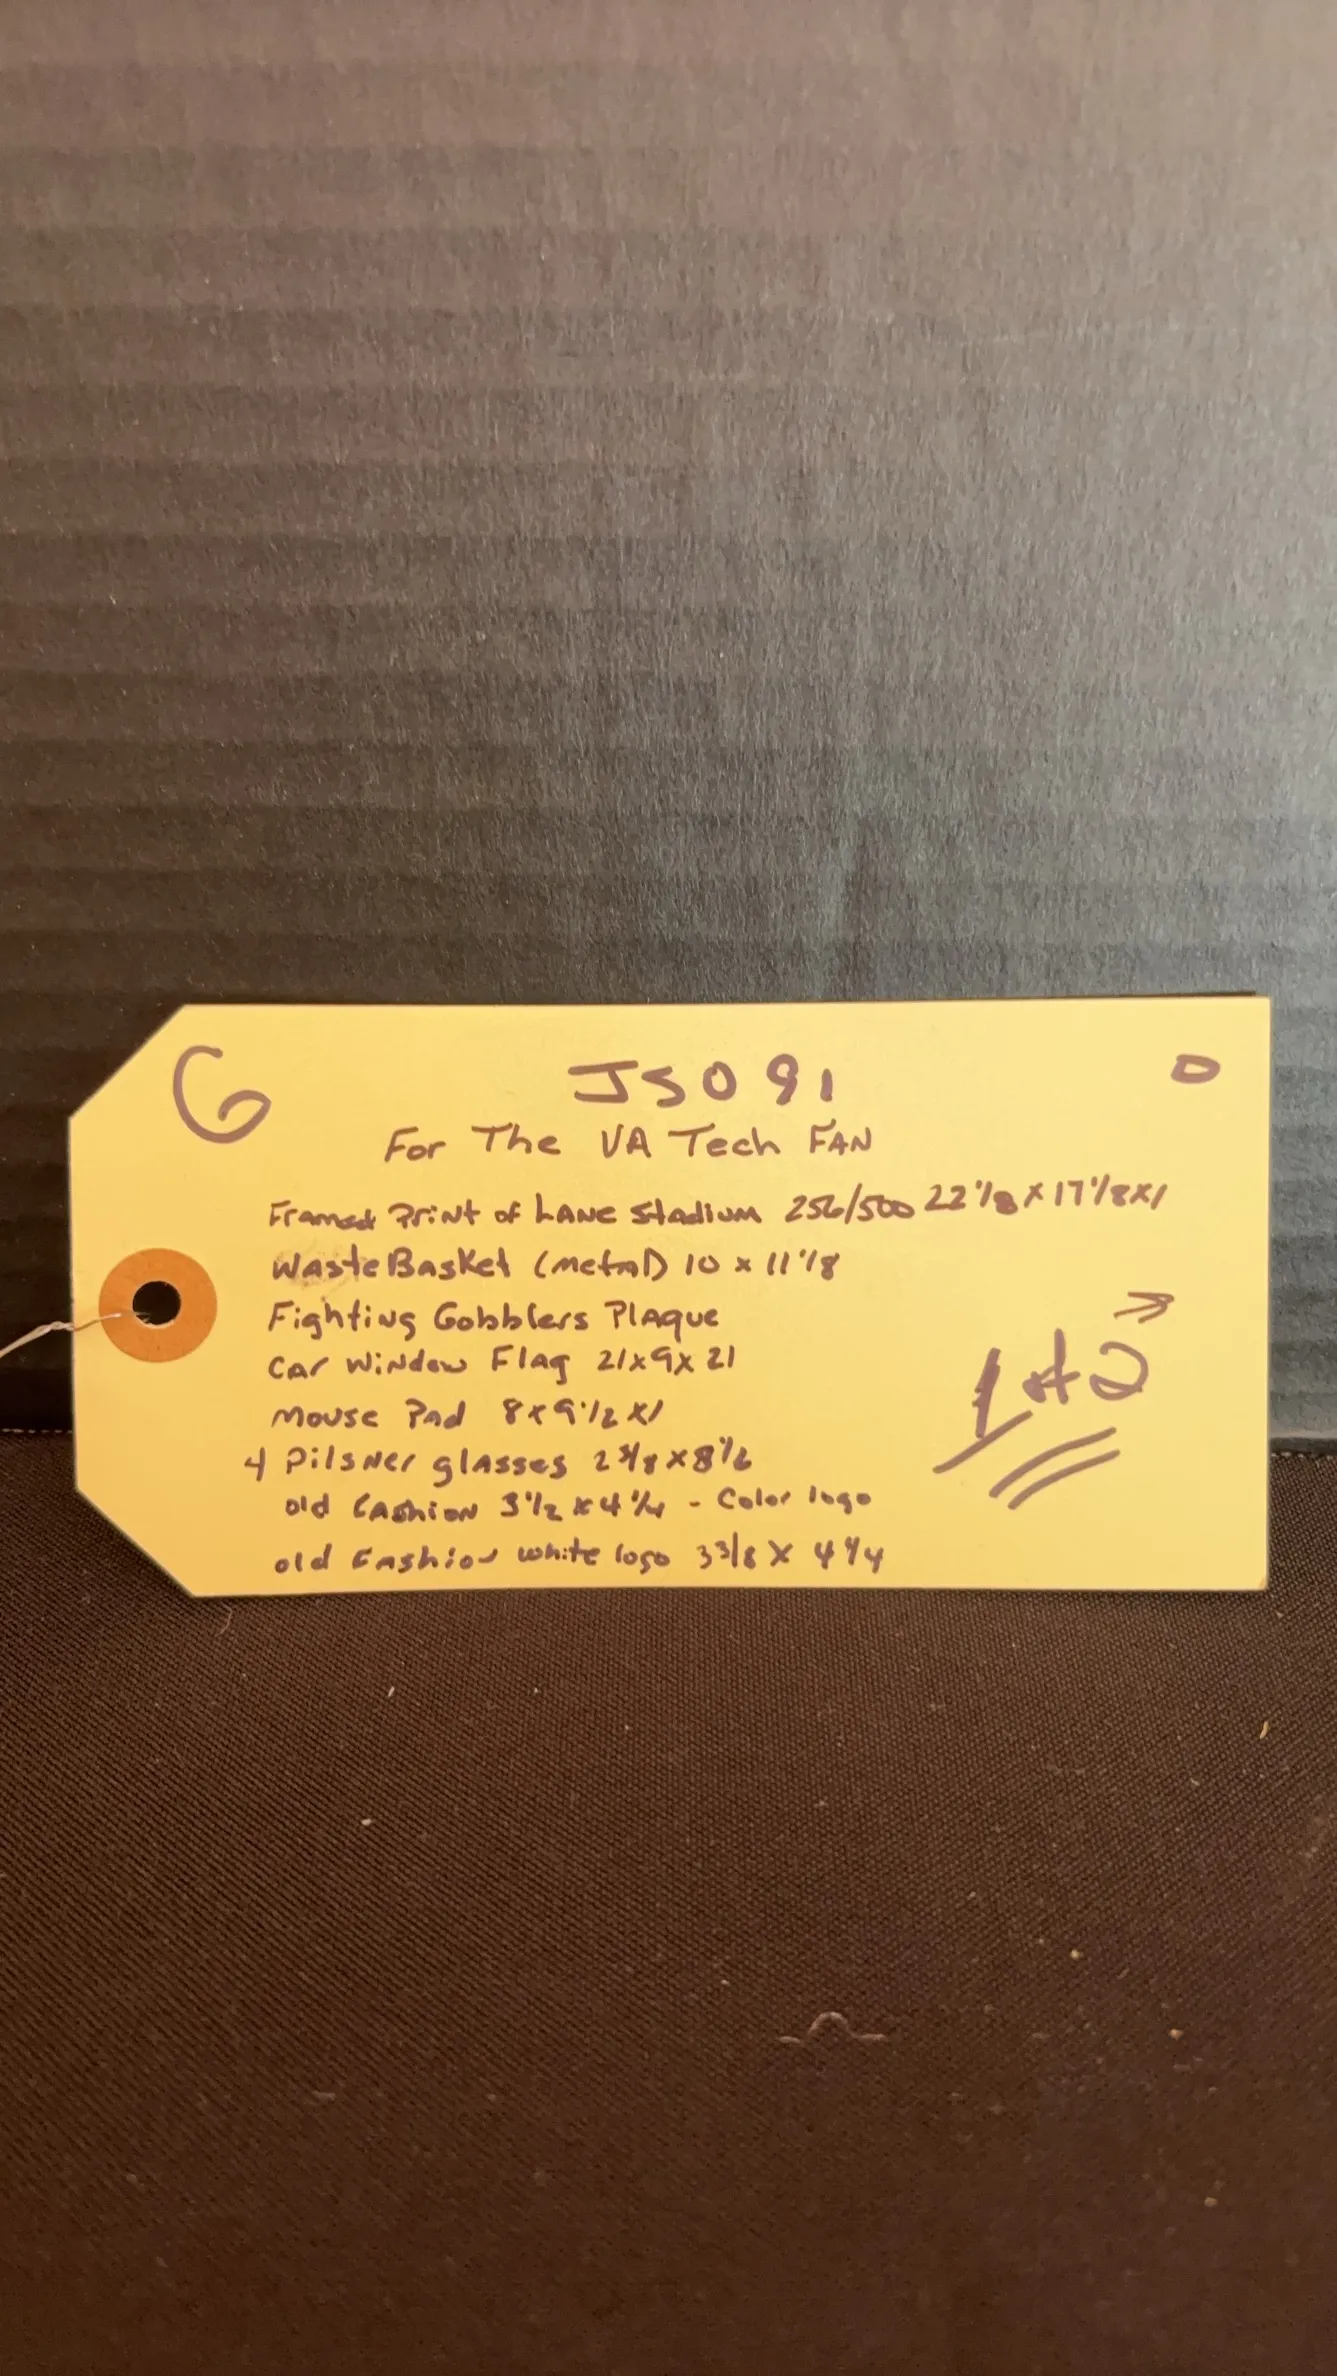 G JS091 D
For The VA Tech FAN
Framed Print of LANE Stadium 256/500 22 1/8 x 17 1/8 x 1
Waste Basket (metal) 10 x 11 1/8
Fighting Gobblers Plaque
Car Window Flag 21x9x21
Mouse Pad 8 x 9 1/2 x 1
4 Pilsner glasses 2 3/8 x 8 1/2
old Fashion 3 1/2 x 4 1/4 - Color logo
old Fashion white logo 3 3/8 x 4 1/4
1 of 2